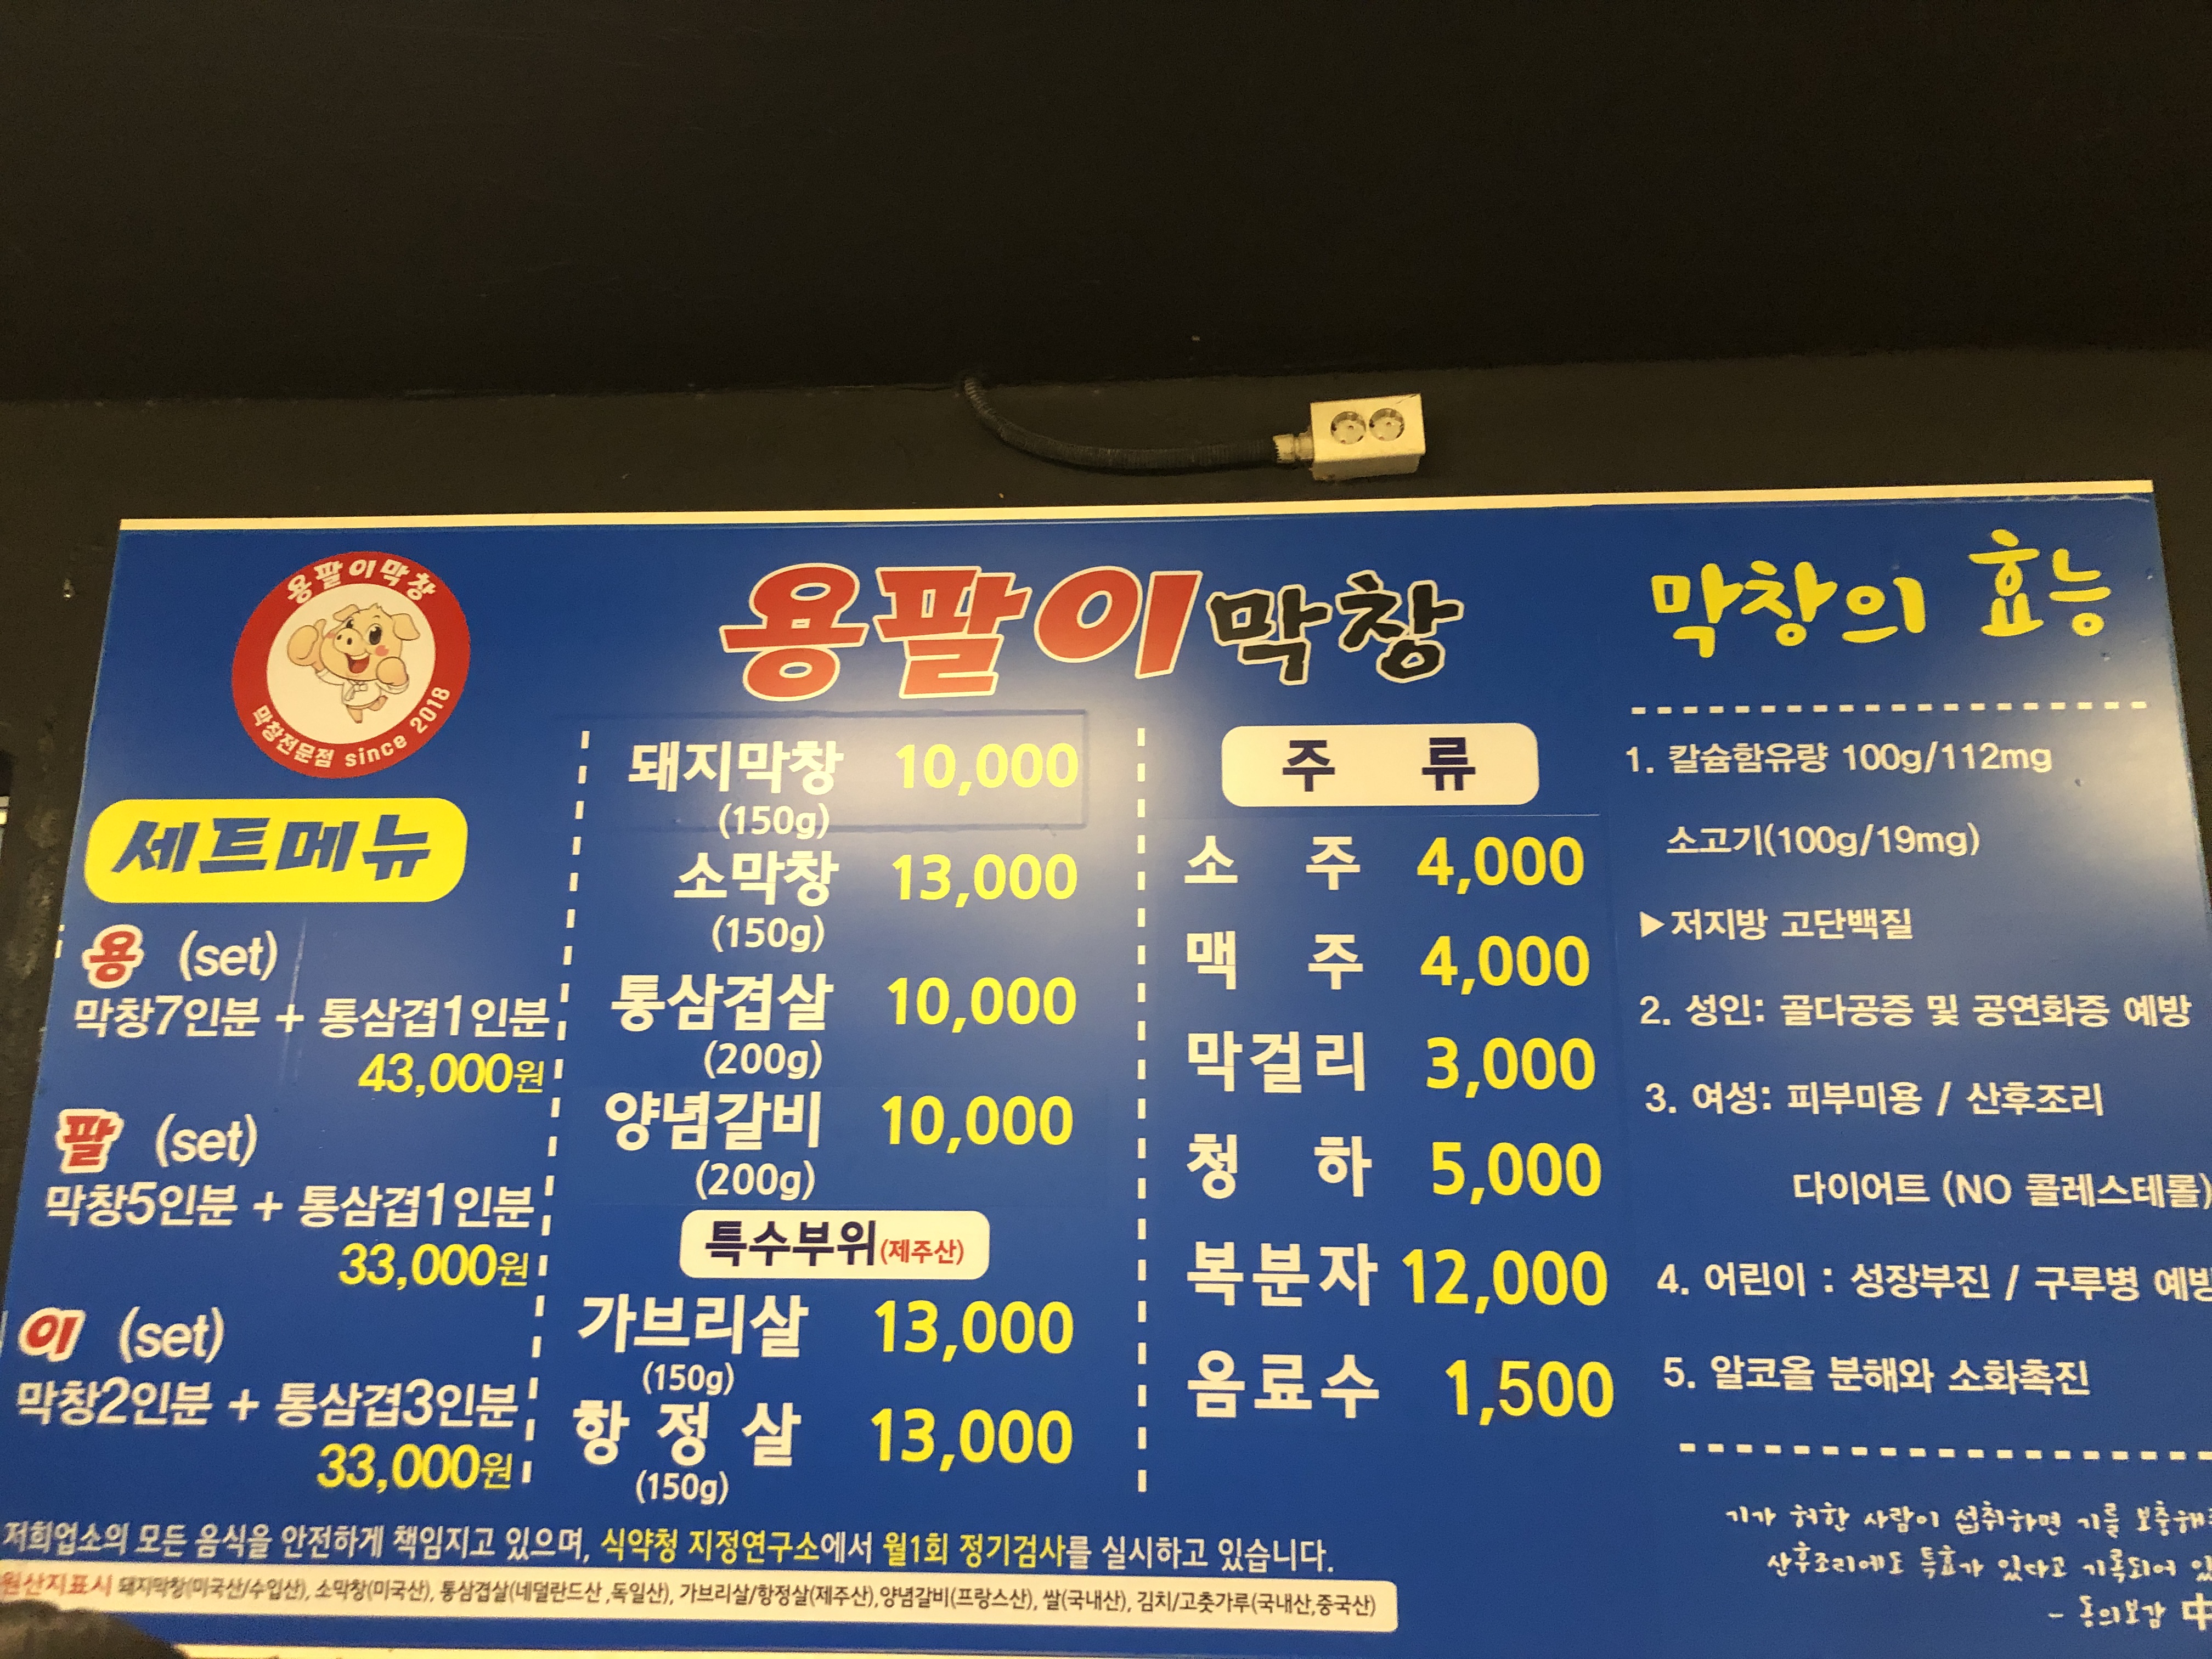 용팔이막창
막창전문점 since 2018
세트메뉴
용 (set)
막창7인분 + 통삼겹1인분
43,000원
팔 (set)
막창5인분 + 통삼겹1인분
33,000원
이 (set)
막창2인분 + 통삼겹3인분
33,000원
용팔이막창
돼지막창 10,000
(150g)
소막창 13,000
(150g)
통삼겹살 10,000
(200g)
양념갈비 10,000
(200g)
특수부위(제주산)
가브리살 13,000
(150g)
항정살 13,000
(150g)
주 류
소 주 4,000
맥 주 4,000
막걸리 3,000
청 하 5,000
복분자 12,000
음료수 1,500
막창의 효능
1. 칼슘함유량 100g/112mg
소고기(100g/19mg)
▶저지방 고단백질
2. 성인: 골다공증 및 공연화증 예방
3. 여성: 피부미용 / 산후조리
다이어트 (NO 콜레스테롤)
4. 어린이 : 성장부진 / 구루병 예방
5. 알코올 분해와 소화촉진
기가 허한 사람이 섭취하면 기를 보충해
산후조리에도 특효가 있다고 기록되어
- 동의보감 中
저희업소의 모든 음식을 안전하게 책임지고 있으며, 식약청 지정연구소에서 월1회 정기검사를 실시하고 있습니다.
원산지표시 돼지막창(미국산/수입산), 소막창(미국산), 통삼겹살(네덜란드산,독일산), 가브리살/항정살(제주산),양념갈비(프랑스산), 쌀(국내산), 김치/고춧가루(국내산,중국산)